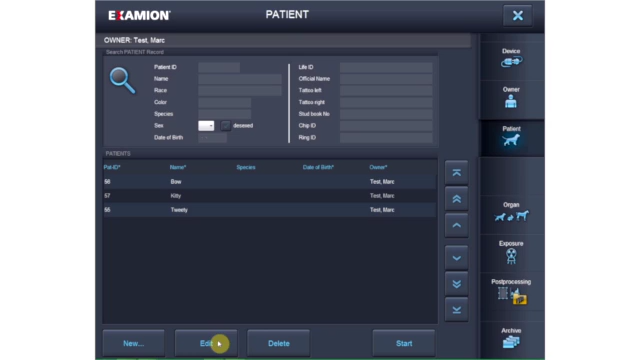 EXAMION
PATIENT
OWNER: Test, Marc
Search PATIENT Record
Patient ID
Name
Race
Color
Species
Sex
deceased
Date of Birth
Life ID
Official Name
Tattoo left
Tattoo right
Stud book No
Chip ID
Ring ID
PATIENTS
Pat-ID* Name* Species Date of Birth* Owner*
56 Bow Test, Marc
57 Kitty Test, Marc
55 Tweety Test, Marc
New... Edit Delete Start
Device
Owner
Patient
Organ
Exposure
Postprocessing
Archive